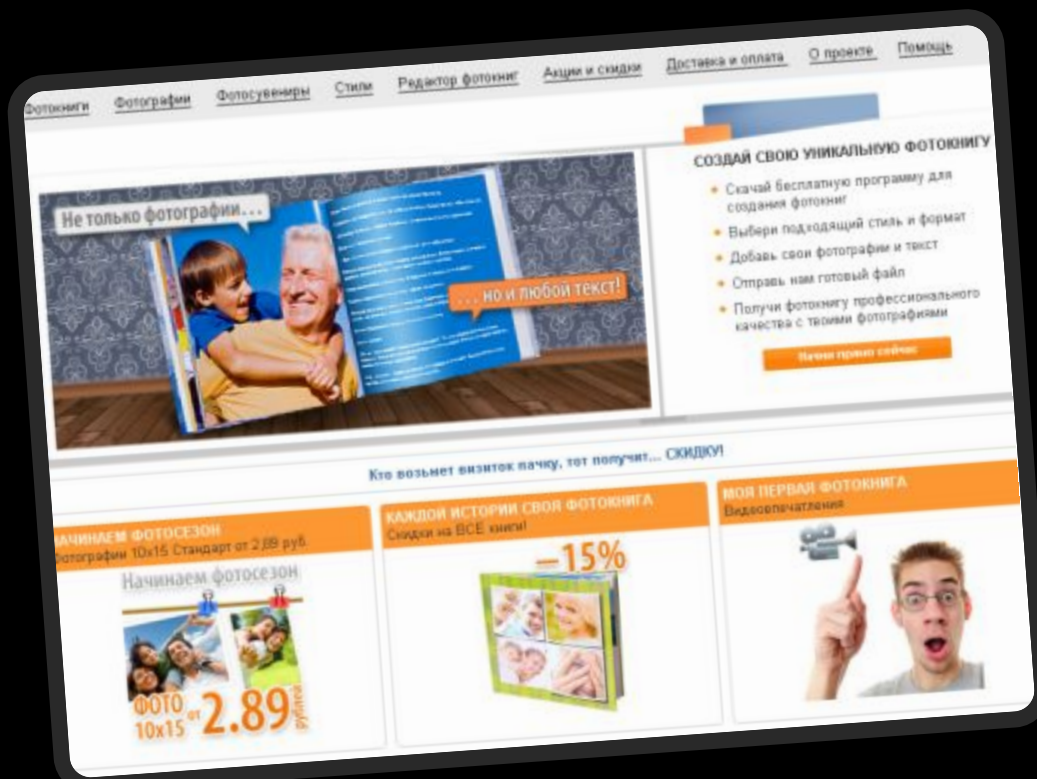 Фотокниги Фотографии Фотосувениры Стили Редактор фотокниг Акции и скидки Доставка и оплата О проекте Помощь
Не только фотографии...
... но и любой текст!
СОЗДАЙ СВОЮ УНИКАЛЬНУЮ ФОТОКНИГУ
Скачай бесплатную программу для
создания фотокниг
Выбери подходящий стиль и формат
Добавь свои фотографии и текст
Отправь нам готовый файл
Получи фотокнигу профессионального
качества с твоими фотографиями
Начни прямо сейчас
Кто возьмет визиток пачку, тот получит... СКИДКУ!
НАЧИНАЕМ ФОТОСЕЗОН
Фотографии 10х15 Стандарт от 2,89 руб.
Начинаем фотосезон
ФОТО
10х15 от 2.89 рублей
КАЖДОЙ ИСТОРИИ СВОЯ ФОТОКНИГА
Скидки на ВСЕ книги!
–15%
МОЯ ПЕРВАЯ ФОТОКНИГА
Видеовпечатления